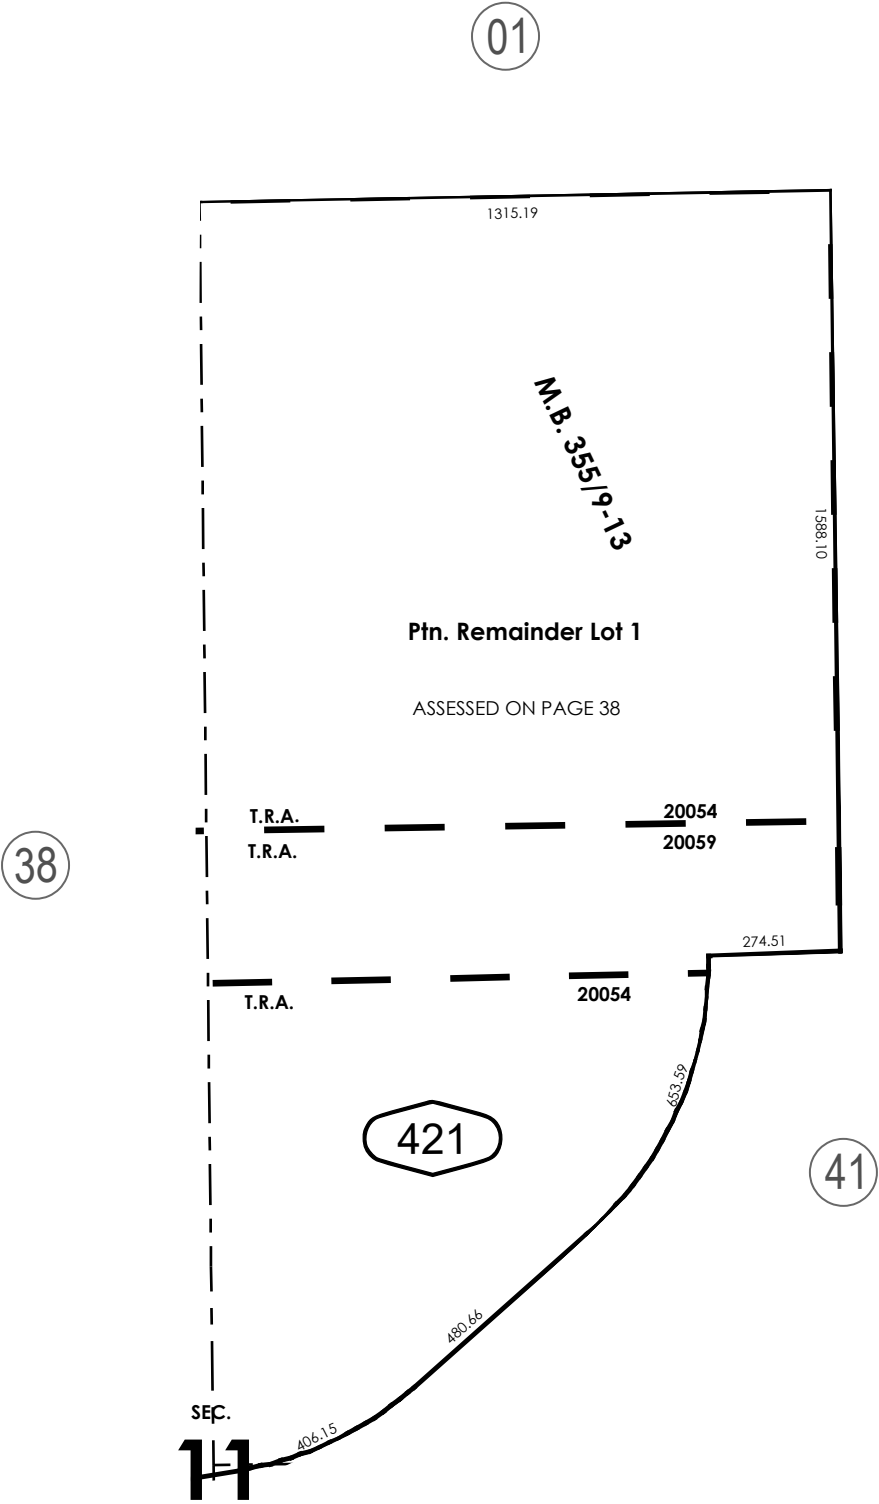 01
1315.19
M.B. 355/9-13
1588.10
Ptn. Remainder Lot 1
ASSESSED ON PAGE 38
T.R.A. 20054
T.R.A. 20059
38
274.51
T.R.A. 20054
653.59
421
41
480.66
SEC.
406.15
11